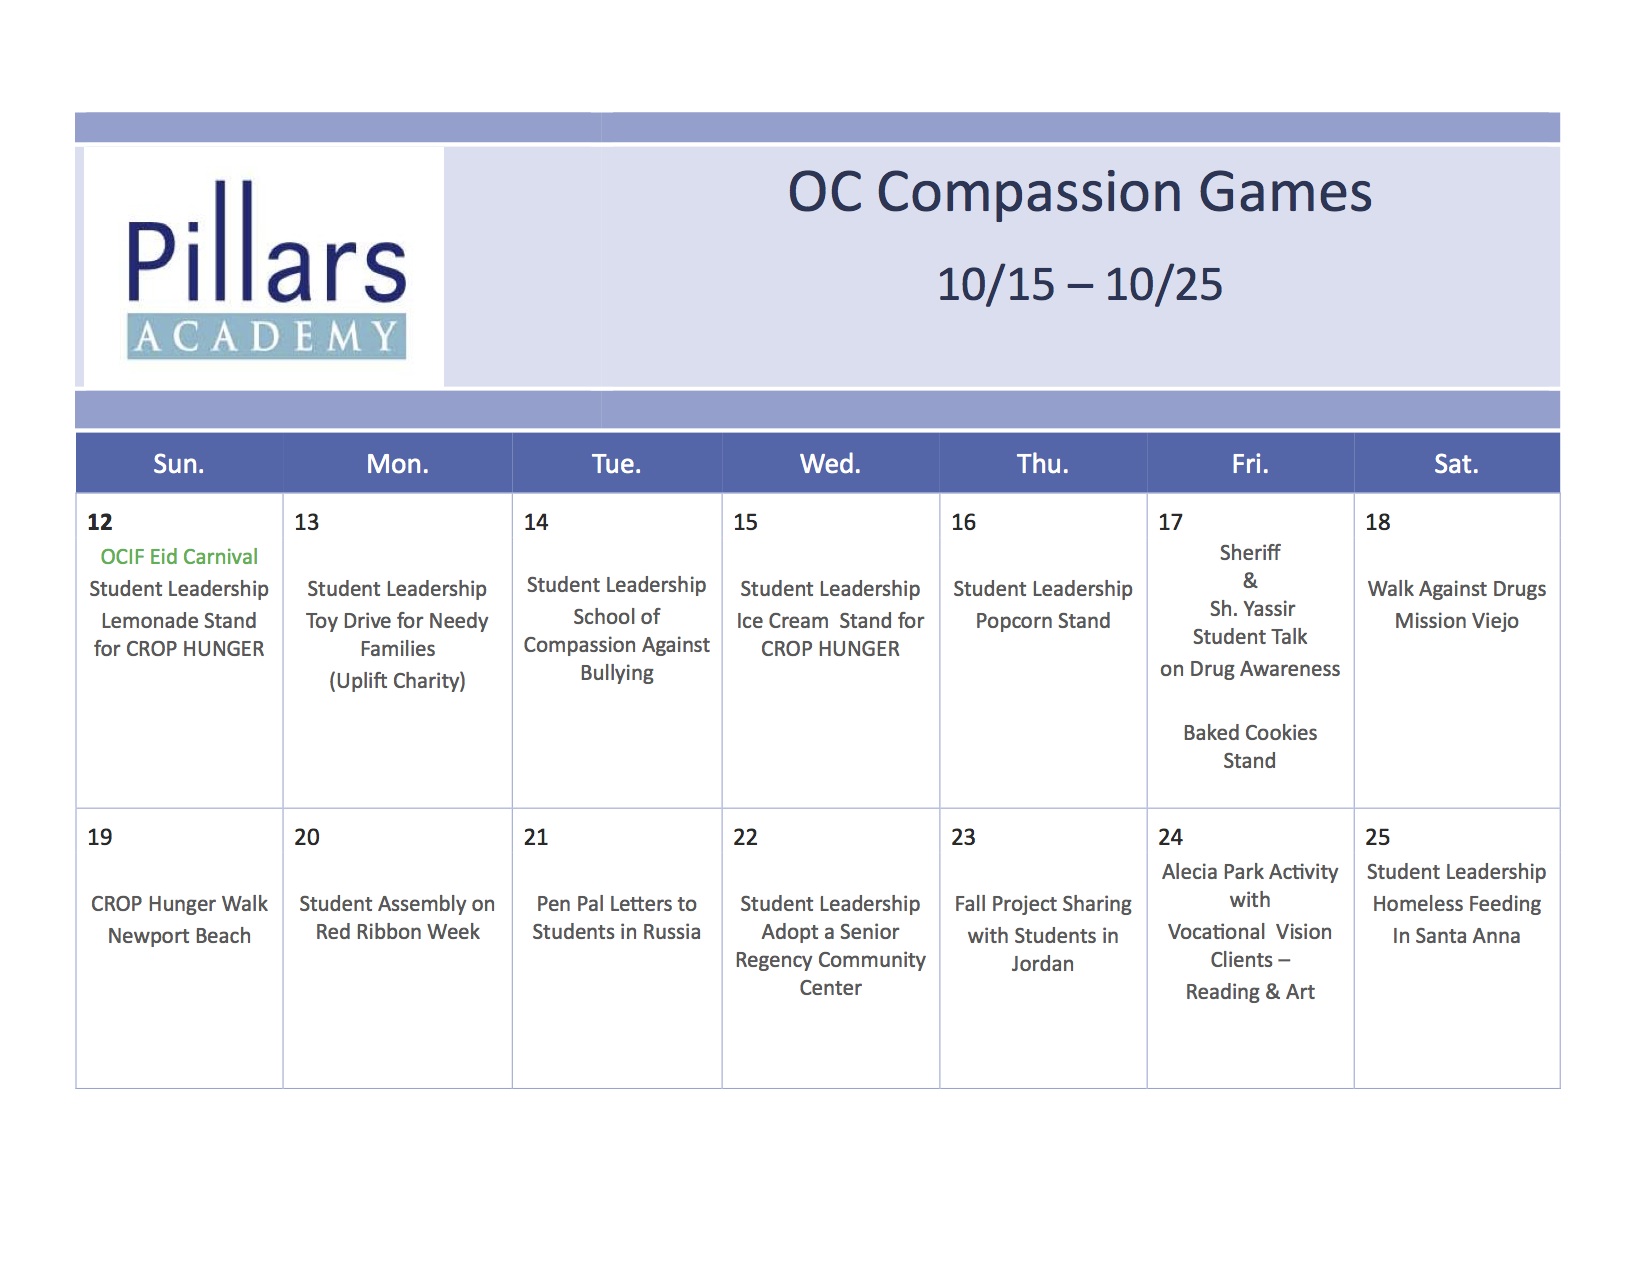 Pillars
ACADEMY
OC Compassion Games
10/15 – 10/25
Sun.
Mon.
Tue.
Wed.
Thu.
Fri.
Sat.
12
OCIF Eid Carnival
Student Leadership
Lemonade Stand
for CROP HUNGER
13
Student Leadership
Toy Drive for Needy
Families
(Uplift Charity)
14
Student Leadership
School of
Compassion Against
Bullying
15
Student Leadership
Ice Cream  Stand for
CROP HUNGER
16
Student Leadership
Popcorn Stand
17
Sheriff
&
Sh. Yassir
Student Talk
on Drug Awareness
Baked Cookies
Stand
18
Walk Against Drugs
Mission Viejo
19
CROP Hunger Walk
Newport Beach
20
Student Assembly on
Red Ribbon Week
21
Pen Pal Letters to
Students in Russia
22
Student Leadership
Adopt a Senior
Regency Community
Center
23
Fall Project Sharing
with Students in
Jordan
24
Alecia Park Activity
with
Vocational  Vision
Clients –
Reading & Art
25
Student Leadership
Homeless Feeding
In Santa Anna